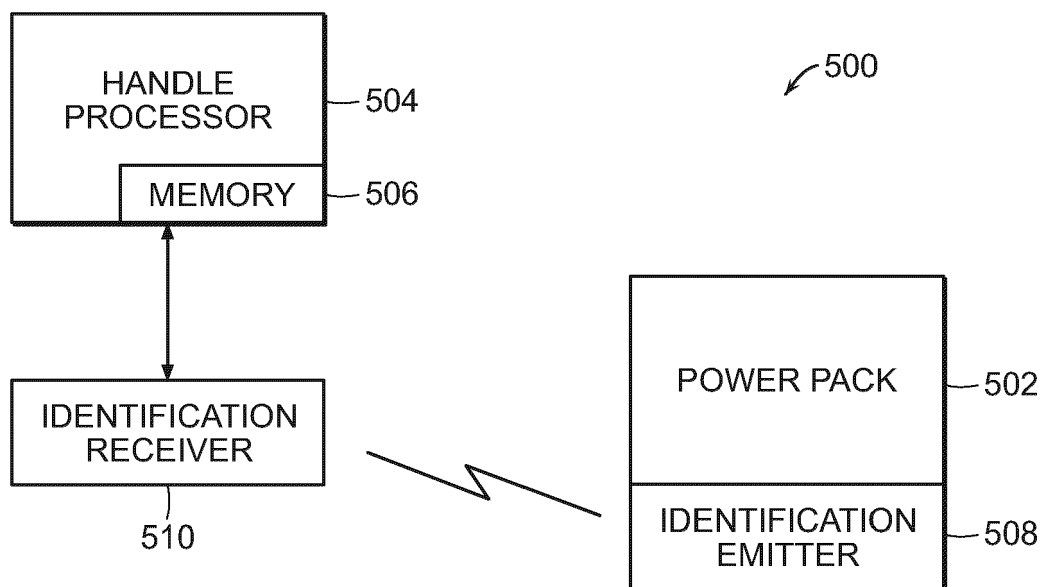 HANDLE
PROCESSOR
504
500
MEMORY
506
POWER PACK
502
IDENTIFICATION
RECEIVER
510
IDENTIFICATION
EMITTER
508